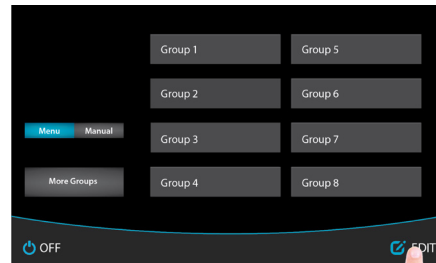 Group 1 Group 5
Group 2 Group 6
Menu Manual
Group 3 Group 7
More Groups
Group 4 Group 8
OFF
EDIT